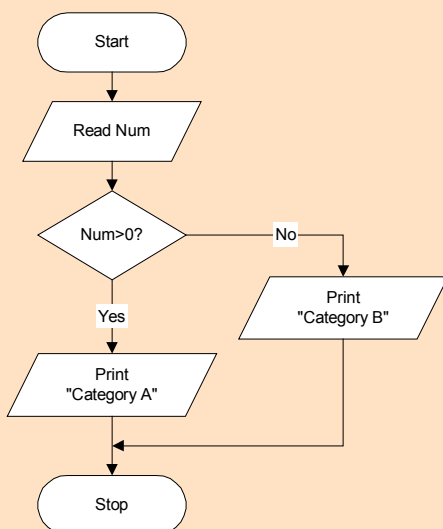 Start
Read Num
Num>0?
No
Print
"Category B"
Yes
Print
"Category A"
Stop